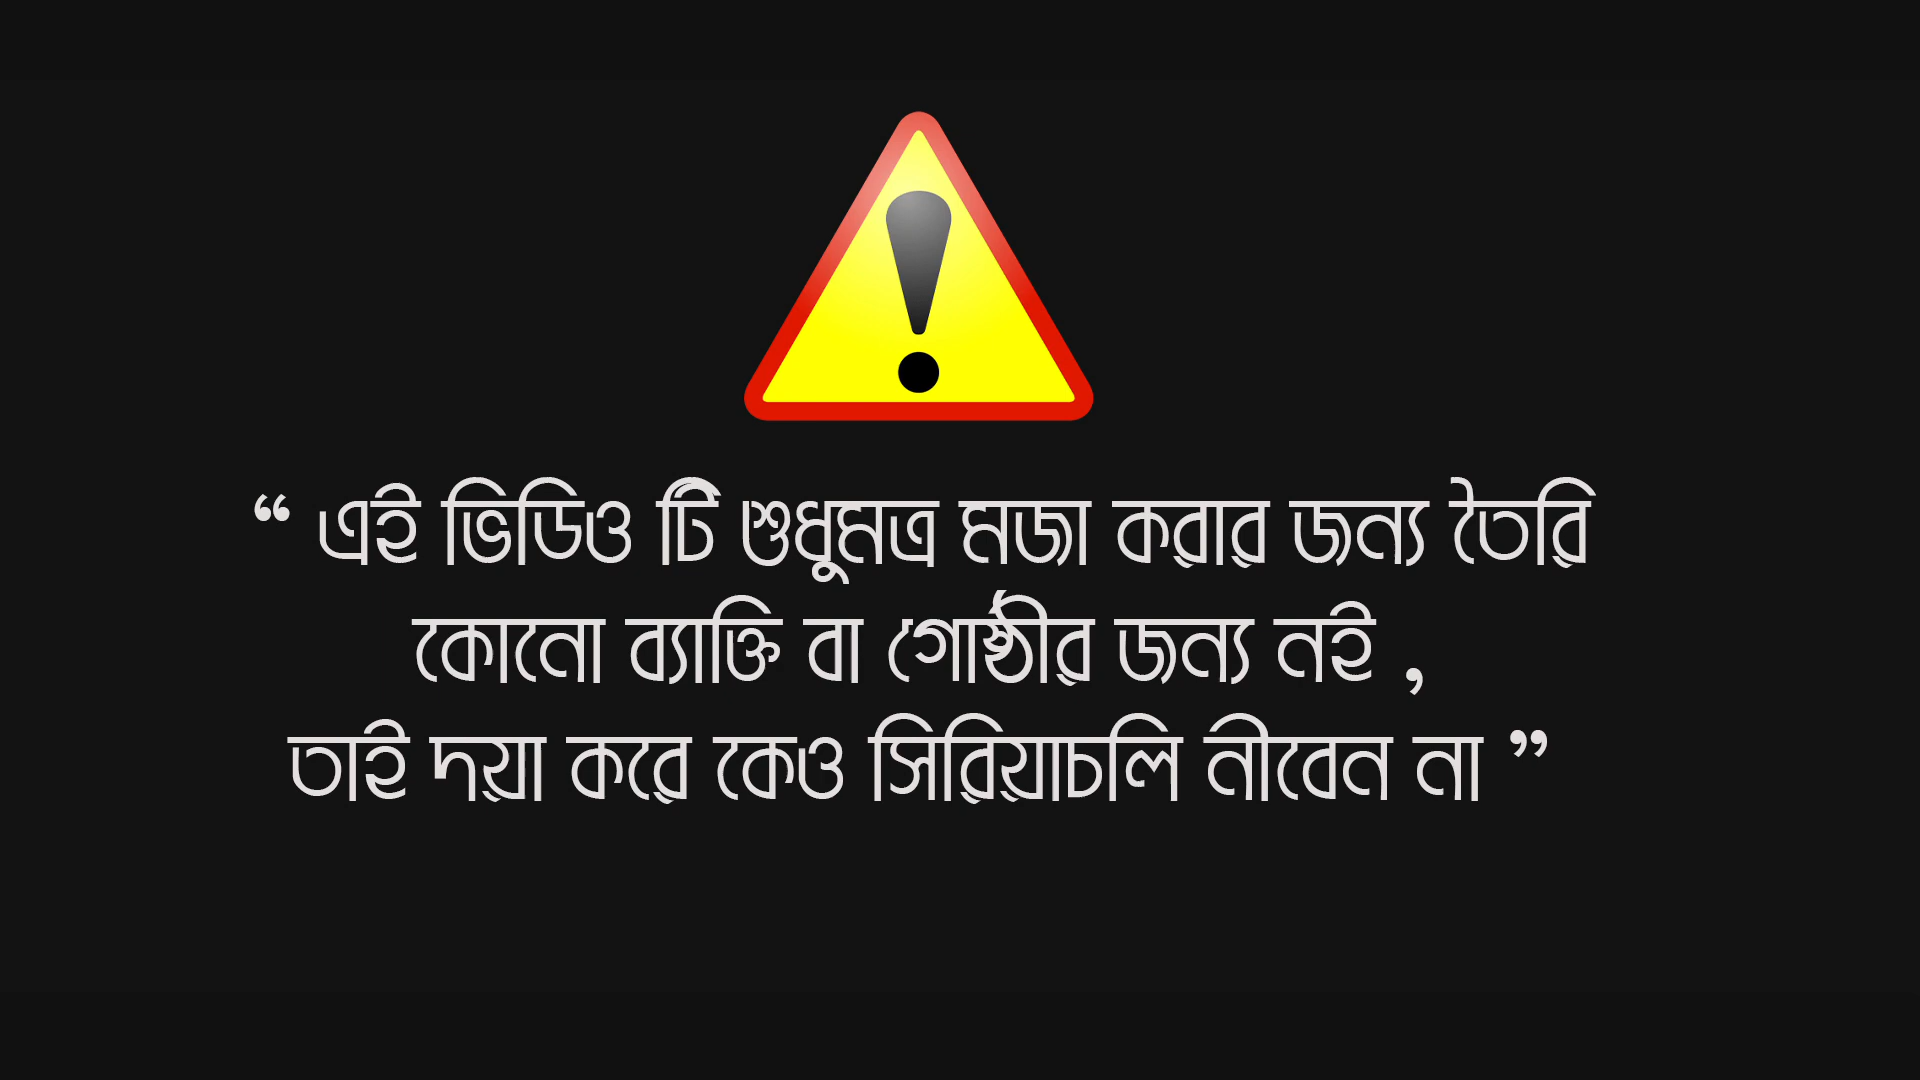 “ এই ভিডিও টি শুধুমত্র মজা করার জন্য তৈরি
কোনো ব্যাক্তি বা গোষ্ঠীর জন্য নই ,
তাই দয়া করে কেও সিরিয়াচলি নীবেন না ”